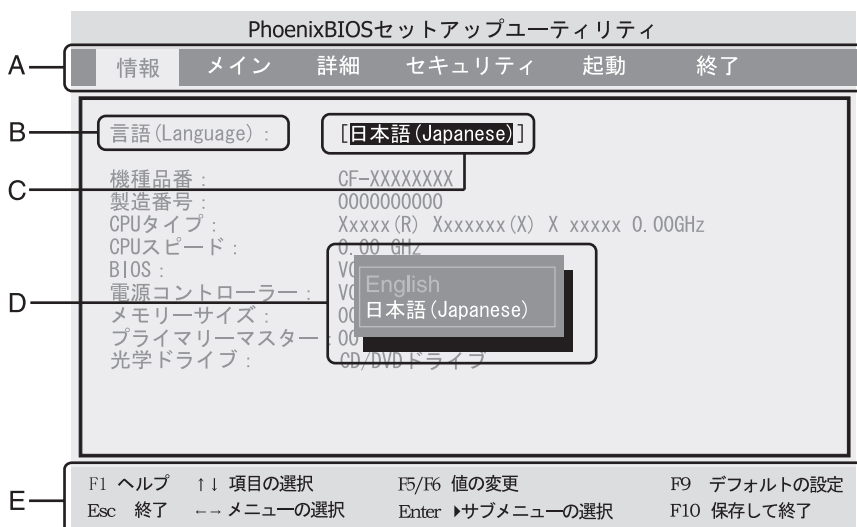 PhoenixBIOSセットアップユーティリティ
A
情報 メイン 詳細 セキュリティ 起動 終了
B
言語(Language) : [日本語(Japanese)]
C
機種品番 : CF-XXXXXXXX
製造番号 : 0000000000
CPUタイプ : Xxxxx(R) Xxxxxxx(X) X xxxxx 0.00GHz
CPUスピード : 0.00 GHz
BIOS :
電源コントローラー :
メモリーサイズ :
プライマリーマスター :
光学ドライブ : CD/DVDドライブ
D
English
日本語(Japanese)
E
F1 ヘルプ ↑↓ 項目の選択 F5/F6 値の変更 F9 デフォルトの設定
Esc 終了 ←→ メニューの選択 Enter ▶サブメニューの選択 F10 保存して終了